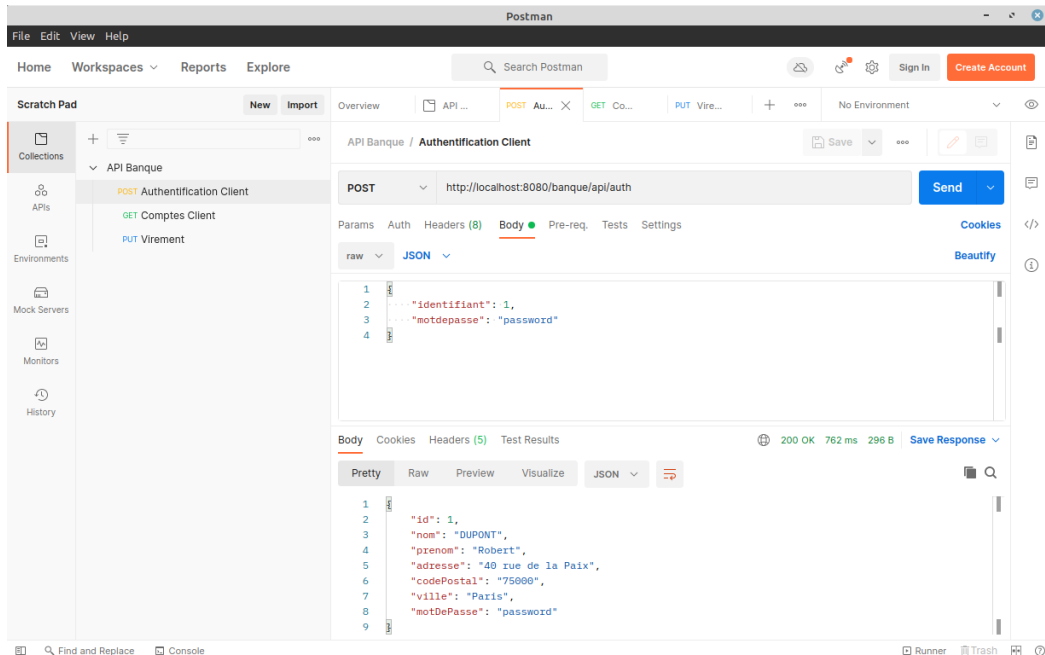 Postman
File Edit View Help
Home Workspaces Reports Explore Search Postman Sign In Create Account
Scratch Pad New Import Overview API ... POST Au... GET Co... PUT Vire... No Environment
Collections
APIs
Environments
Mock Servers
Monitors
History
API Banque
POST Authentification Client
GET Comptes Client
PUT Virement
API Banque / Authentification Client Save
POST http://localhost:8080/banque/api/auth Send
Params Auth Headers (8) Body Pre-req. Tests Settings Cookies
raw JSON Beautify
1 {
2 "identifiant": 1,
3 "motdepasse": "password"
4 }
Body Cookies Headers (5) Test Results 200 OK 762 ms 296 B Save Response
Pretty Raw Preview Visualize JSON
1 {
2 "id": 1,
3 "nom": "DUPONT",
4 "prenom": "Robert",
5 "adresse": "40 rue de la Paix",
6 "codePostal": "75000",
7 "ville": "Paris",
8 "motDePasse": "password"
9 }
Find and Replace Console Runner Trash